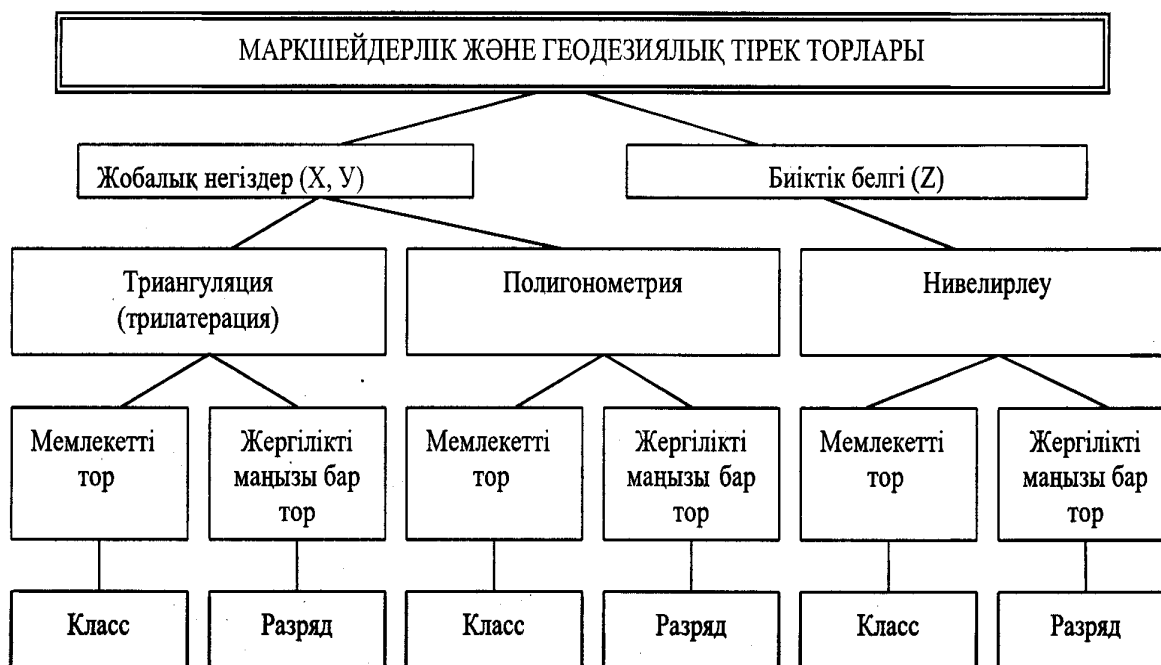 МАРКШЕЙДЕРЛІК ЖӘНЕ ГЕОДЕЗИЯЛЫҚ ТІРЕК ТОРЛАРЫ
Жобалық негіздер (X, У)
Биіктік белгі (Z)
Триангуляция
(трилатерация)
Полигонометрия
Нивелирлеу
Мемлекетті
тор
Жергілікті
маңызы бар
тор
Мемлекетті
тор
Жергілікті
маңызы бар
тор
Мемлекетті
тор
Жергілікті
маңызы бар
тор
Класс
Разряд
Класс
Разряд
Класс
Разряд